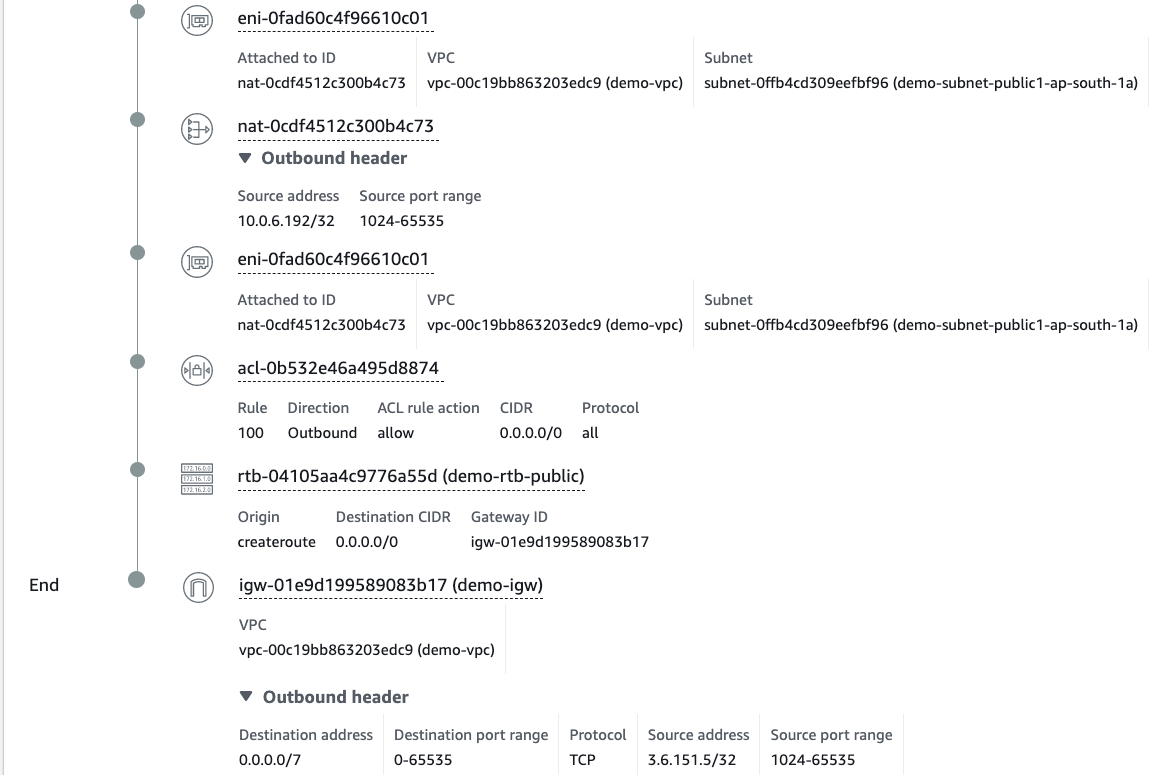 eni-0fad60c4f96610c01
Attached to ID VPC Subnet
nat-0cdf4512c300b4c73 vpc-00c19bb863203edc9 (demo-vpc) subnet-0ffb4cd309eefbf96 (demo-subnet-public1-ap-south-1a)
nat-0cdf4512c300b4c73
▼ Outbound header
Source address Source port range
10.0.6.192/32 1024-65535
eni-0fad60c4f96610c01
Attached to ID VPC Subnet
nat-0cdf4512c300b4c73 vpc-00c19bb863203edc9 (demo-vpc) subnet-0ffb4cd309eefbf96 (demo-subnet-public1-ap-south-1a)
acl-0b532e46a495d8874
Rule Direction ACL rule action CIDR Protocol
100 Outbound allow 0.0.0.0/0 all
172.16.0.0
172.16.1.0
172.16.2.0
rtb-04105aa4c9776a55d (demo-rtb-public)
Origin Destination CIDR Gateway ID
createroute 0.0.0.0/0 igw-01e9d199589083b17
End igw-01e9d199589083b17 (demo-igw)
VPC
vpc-00c19bb863203edc9 (demo-vpc)
▼ Outbound header
Destination address Destination port range Protocol Source address Source port range
0.0.0.0/7 0-65535 TCP 3.6.151.5/32 1024-65535